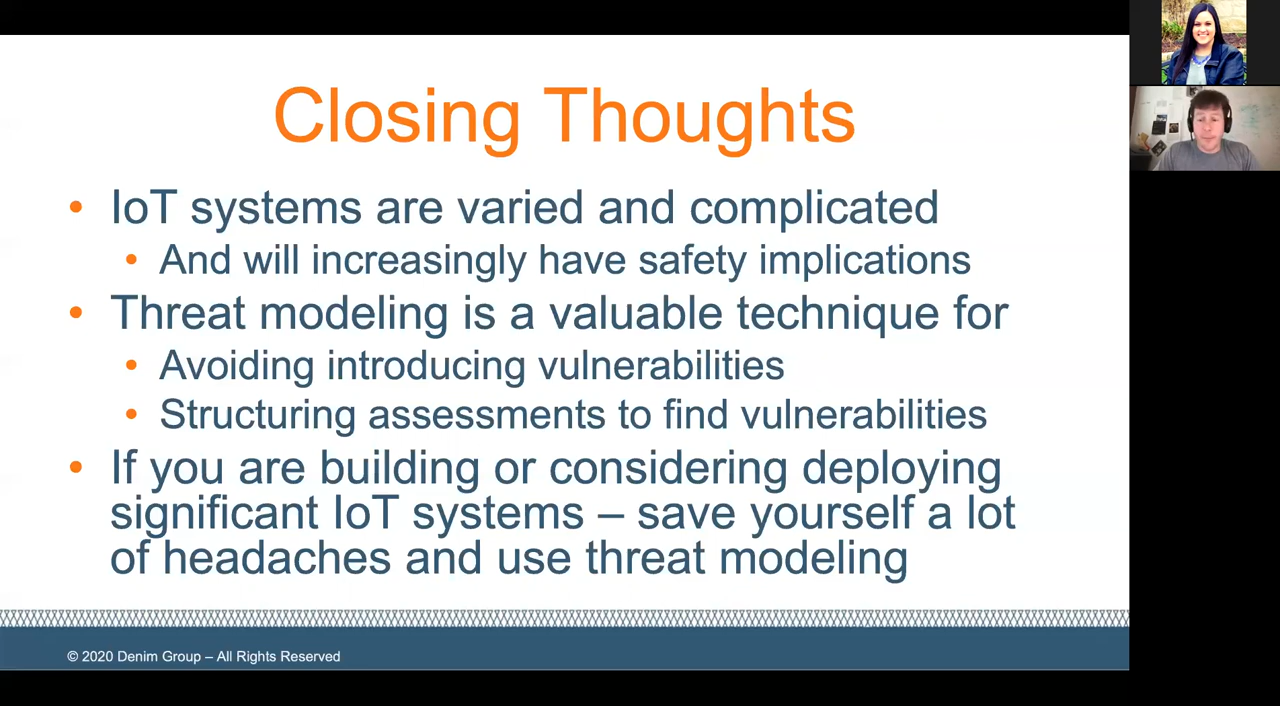 Closing Thoughts
• IoT systems are varied and complicated
• And will increasingly have safety implications
• Threat modeling is a valuable technique for
• Avoiding introducing vulnerabilities
• Structuring assessments to find vulnerabilities
• If you are building or considering deploying
significant IoT systems – save yourself a lot
of headaches and use threat modeling
© 2020 Denim Group – All Rights Reserved